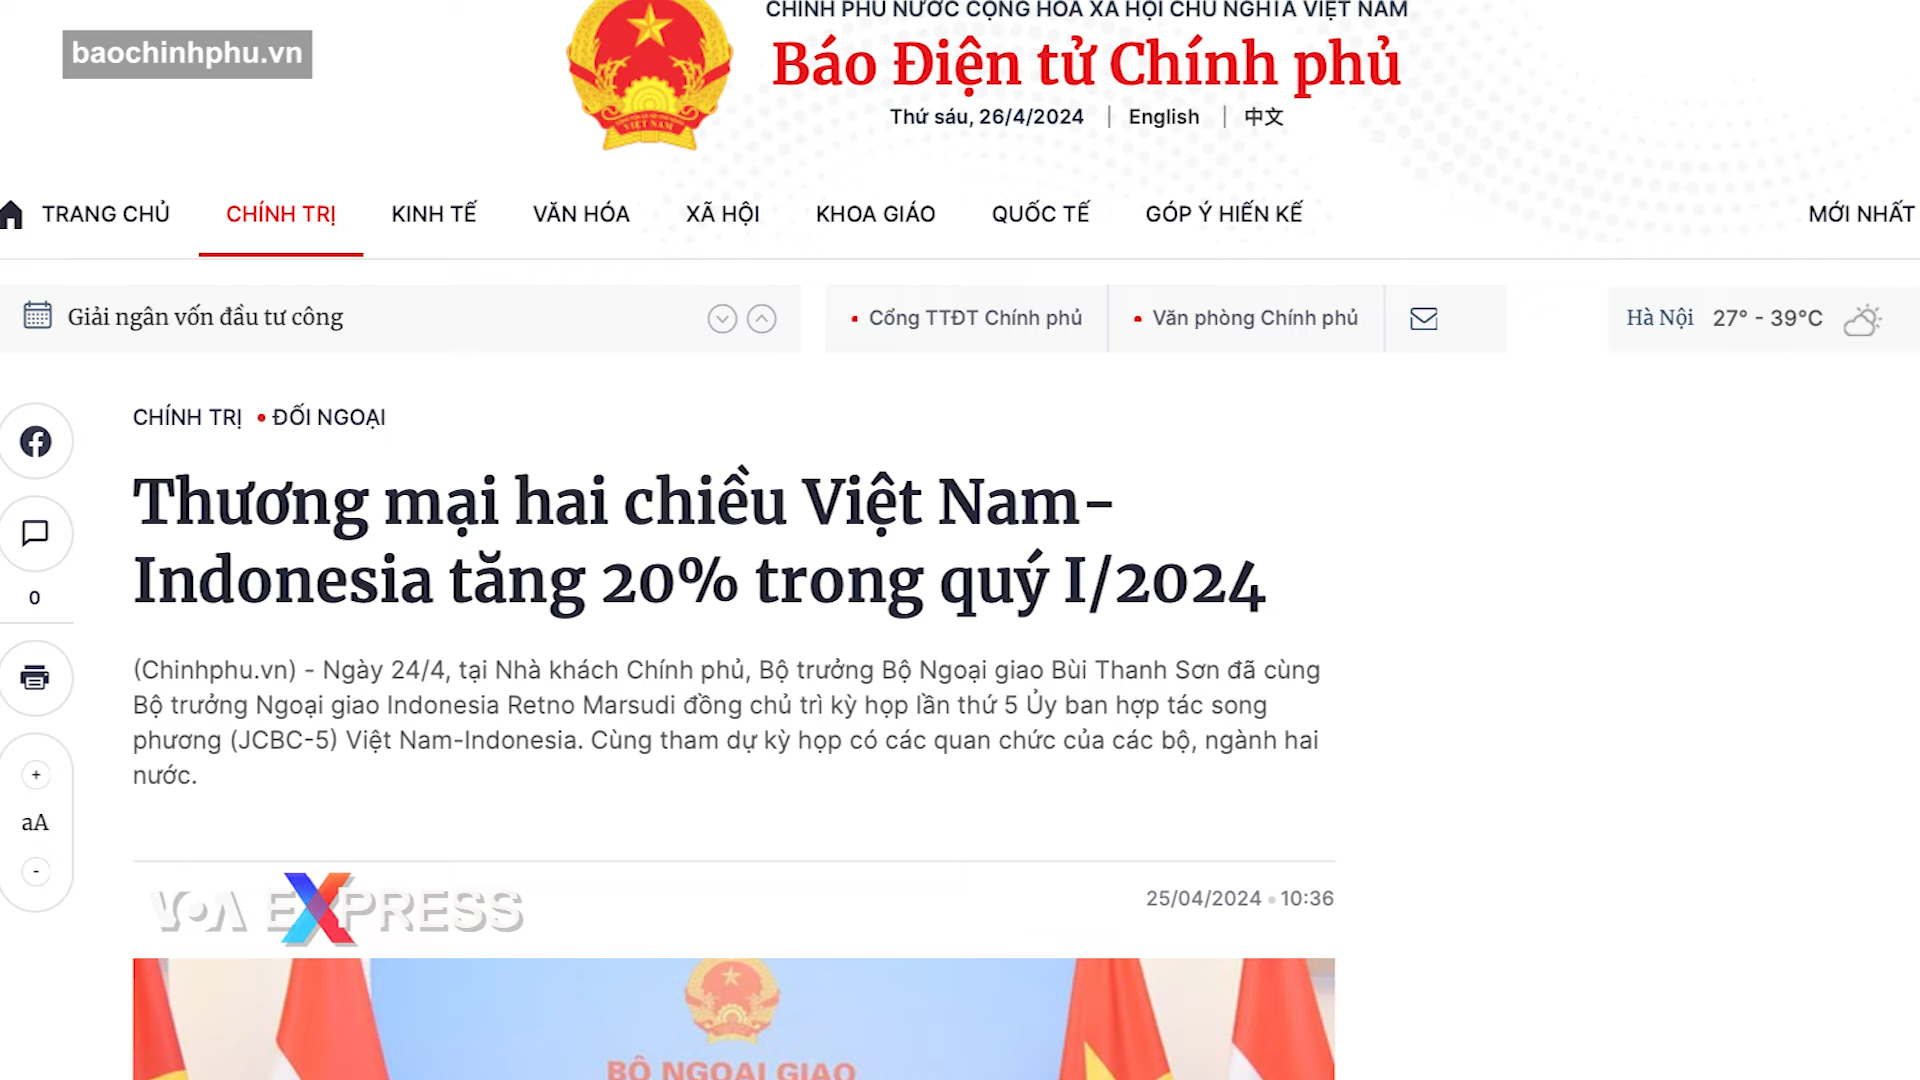 CHÍNH PHỦ NƯỚC CỘNG HÒA XÃ HỘI CHỦ NGHĨA VIỆT NAM
baochinhphu.vn
Báo Điện tử Chính phủ
VIỆT NAM
Thứ sáu, 26/4/2024 | English | 中文
TRANG CHỦ CHÍNH TRỊ KINH TẾ VĂN HÓA XÃ HỘI KHOA GIÁO QUỐC TẾ GÓP Ý HIẾN KẾ MỚI NHẤT
Giải ngân vốn đầu tư công Cổng TTĐT Chính phủ Văn phòng Chính phủ Hà Nội 27° - 39°C
CHÍNH TRỊ • ĐỐI NGOẠI
Thương mại hai chiều Việt Nam-
Indonesia tăng 20% trong quý I/2024
0
(Chinhphu.vn) - Ngày 24/4, tại Nhà khách Chính phủ, Bộ trưởng Bộ Ngoại giao Bùi Thanh Sơn đã cùng
Bộ trưởng Ngoại giao Indonesia Retno Marsudi đồng chủ trì kỳ họp lần thứ 5 Ủy ban hợp tác song
phương (JCBC-5) Việt Nam-Indonesia. Cùng tham dự kỳ họp có các quan chức của các bộ, ngành hai
nước.
+
aA
-
VOA EXPRESS
25/04/2024 • 10:36
BỘ NGOẠI GIAO